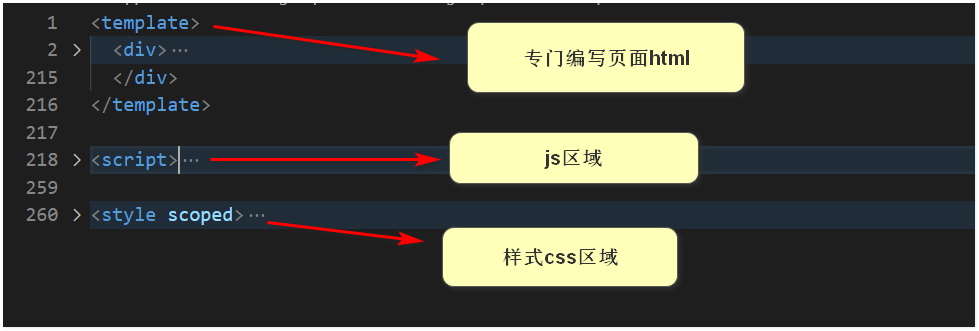 1 <template>
专门编写页面html
2 > <div>…
215 </div>
216 </template>
217
218 > <script>…
js区域
259
260 > <style scoped>…
样式css区域